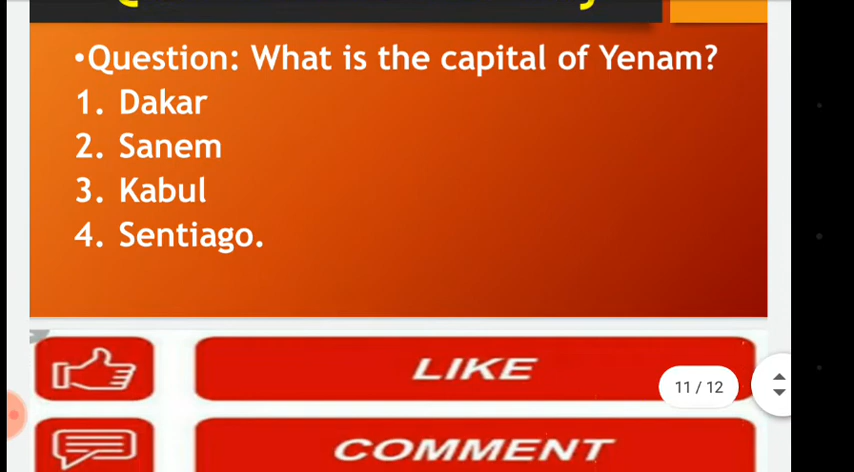 •Question: What is the capital of Yenam?
1. Dakar
2. Sanem
3. Kabul
4. Sentiago.
LIKE
11 / 12
COMMENT